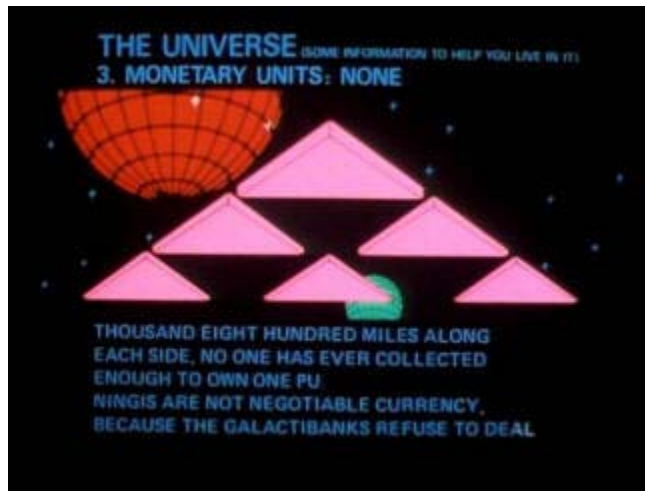 THE UNIVERSE (SOME INFORMATION TO HELP YOU LIVE IN IT)
3. MONETARY UNITS: NONE
THOUSAND EIGHT HUNDRED MILES ALONG
EACH SIDE, NO ONE HAS EVER COLLECTED
ENOUGH TO OWN ONE PU
NINGIS ARE NOT NEGOTIABLE CURRENCY,
BECAUSE THE GALACTIBANKS REFUSE TO DEAL